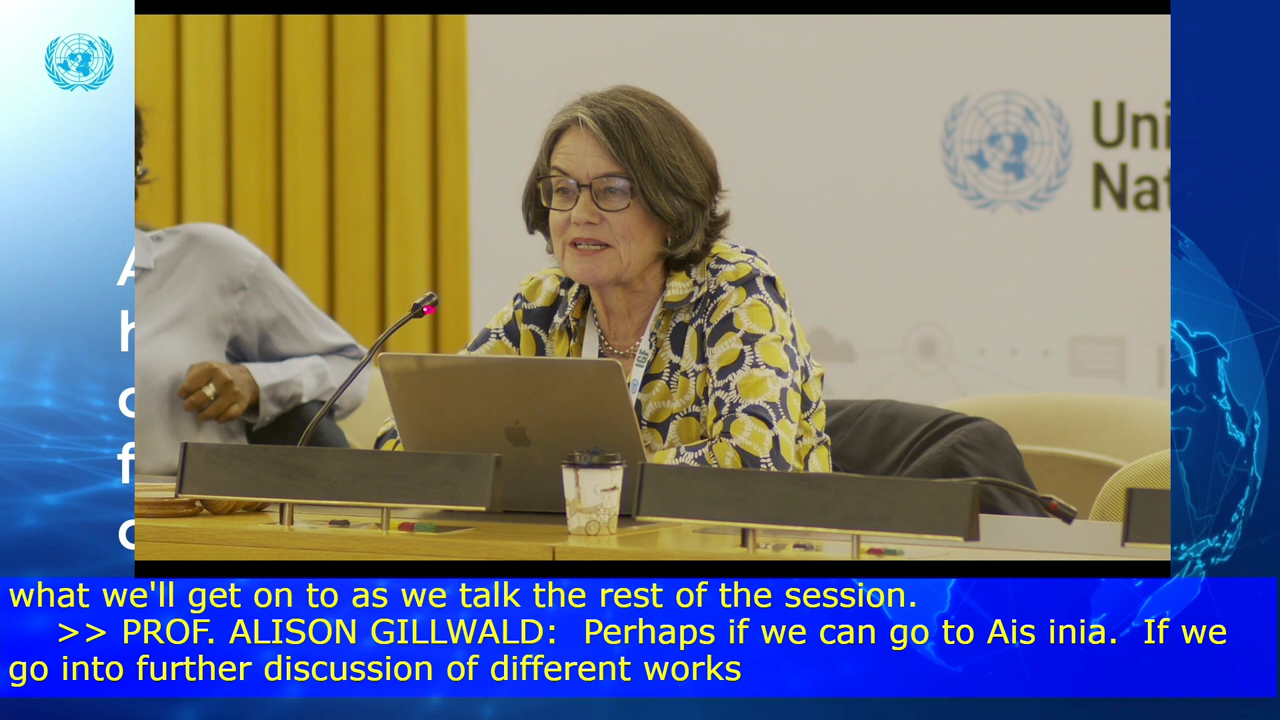 Uni
Nat
IGF
A
h
f
what we'll get on to as we talk the rest of the session.
>> PROF. ALISON GILLWALD:  Perhaps if we can go to Ais inia.  If we
go into further discussion of different works